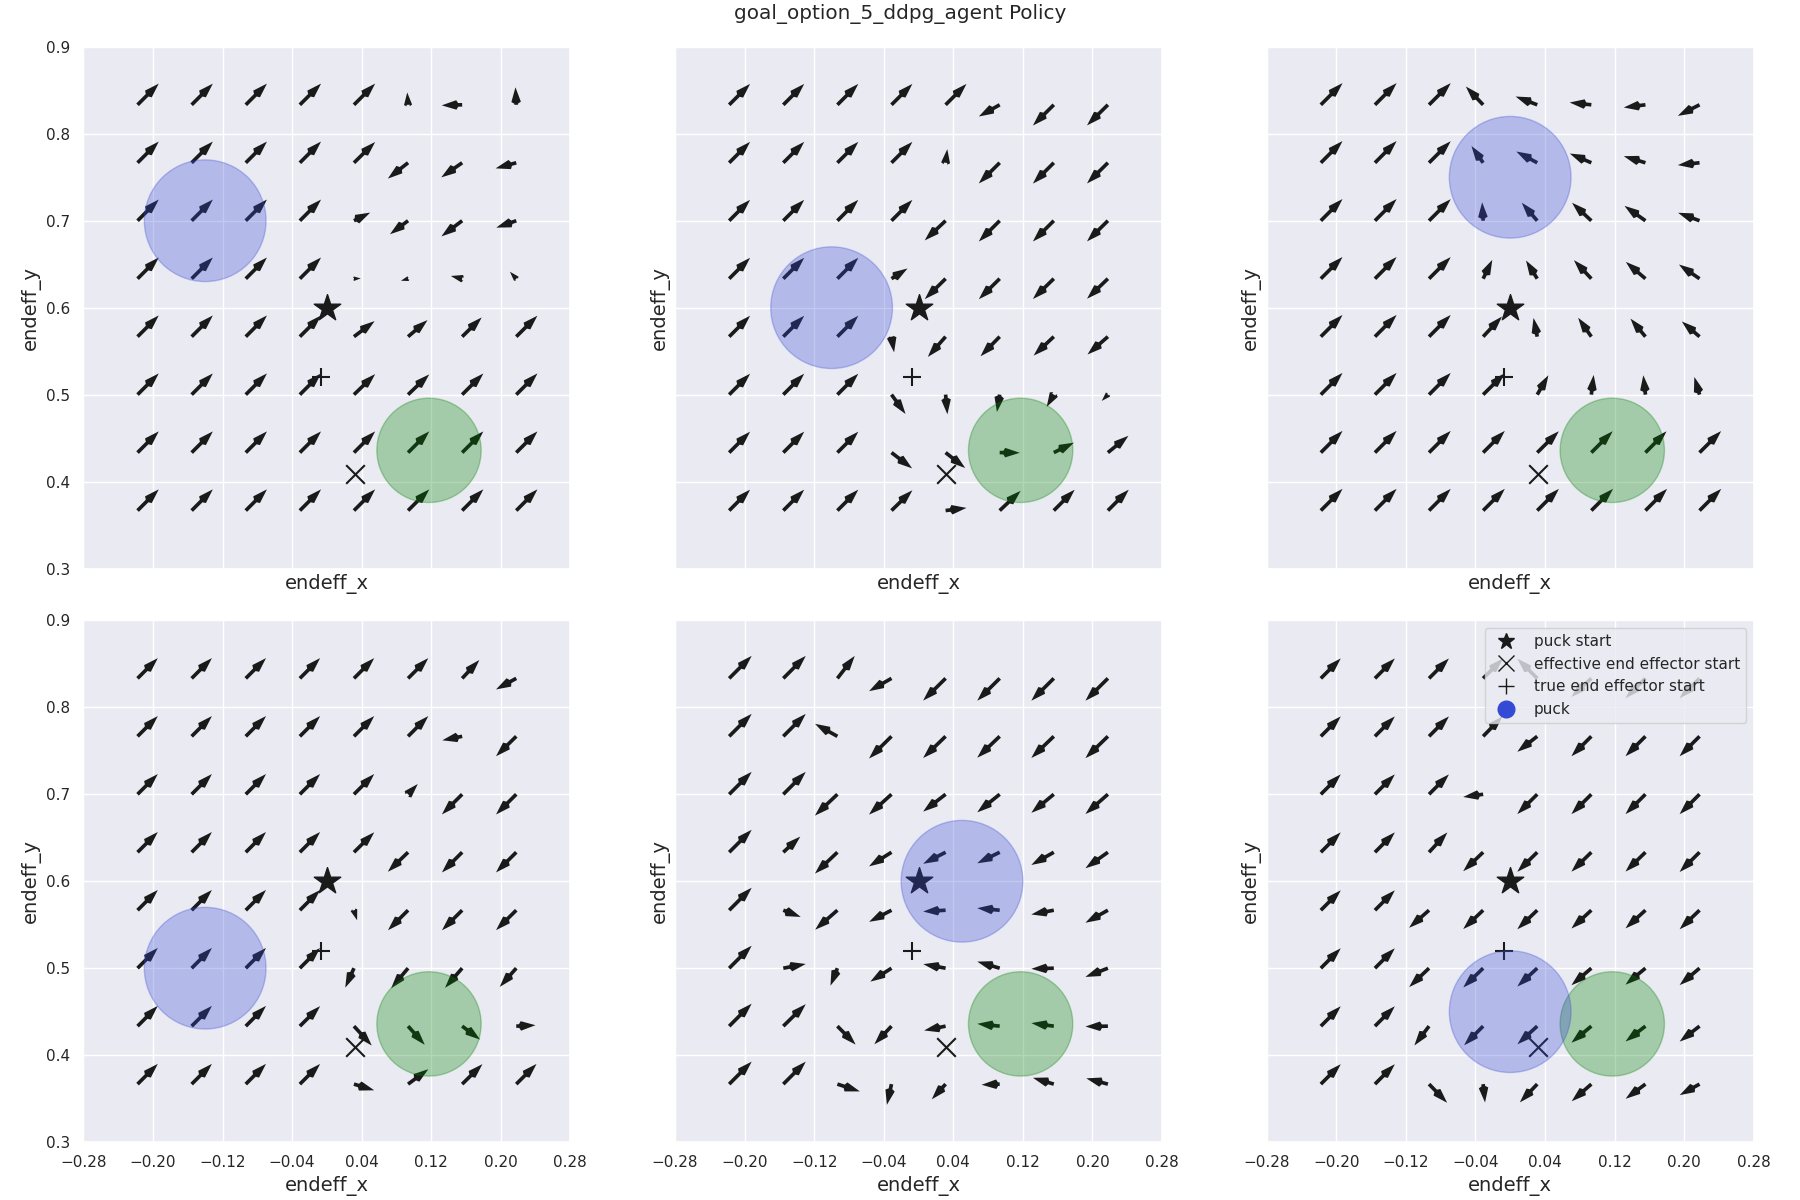 goal_option_5_ddpg_agent Policy
0.9
0.8
0.7
0.6
0.5
0.4
0.3
endeff_y
endeff_x
endeff_y
endeff_x
endeff_y
endeff_x
0.9
0.8
0.7
0.6
0.5
0.4
0.3
endeff_y
−0.28 −0.20 −0.12 −0.04 0.04 0.12 0.20 0.28
endeff_x
endeff_y
−0.28 −0.20 −0.12 −0.04 0.04 0.12 0.20 0.28
endeff_x
puck start
effective end effector start
true end effector start
puck
endeff_y
−0.28 −0.20 −0.12 −0.04 0.04 0.12 0.20 0.28
endeff_x